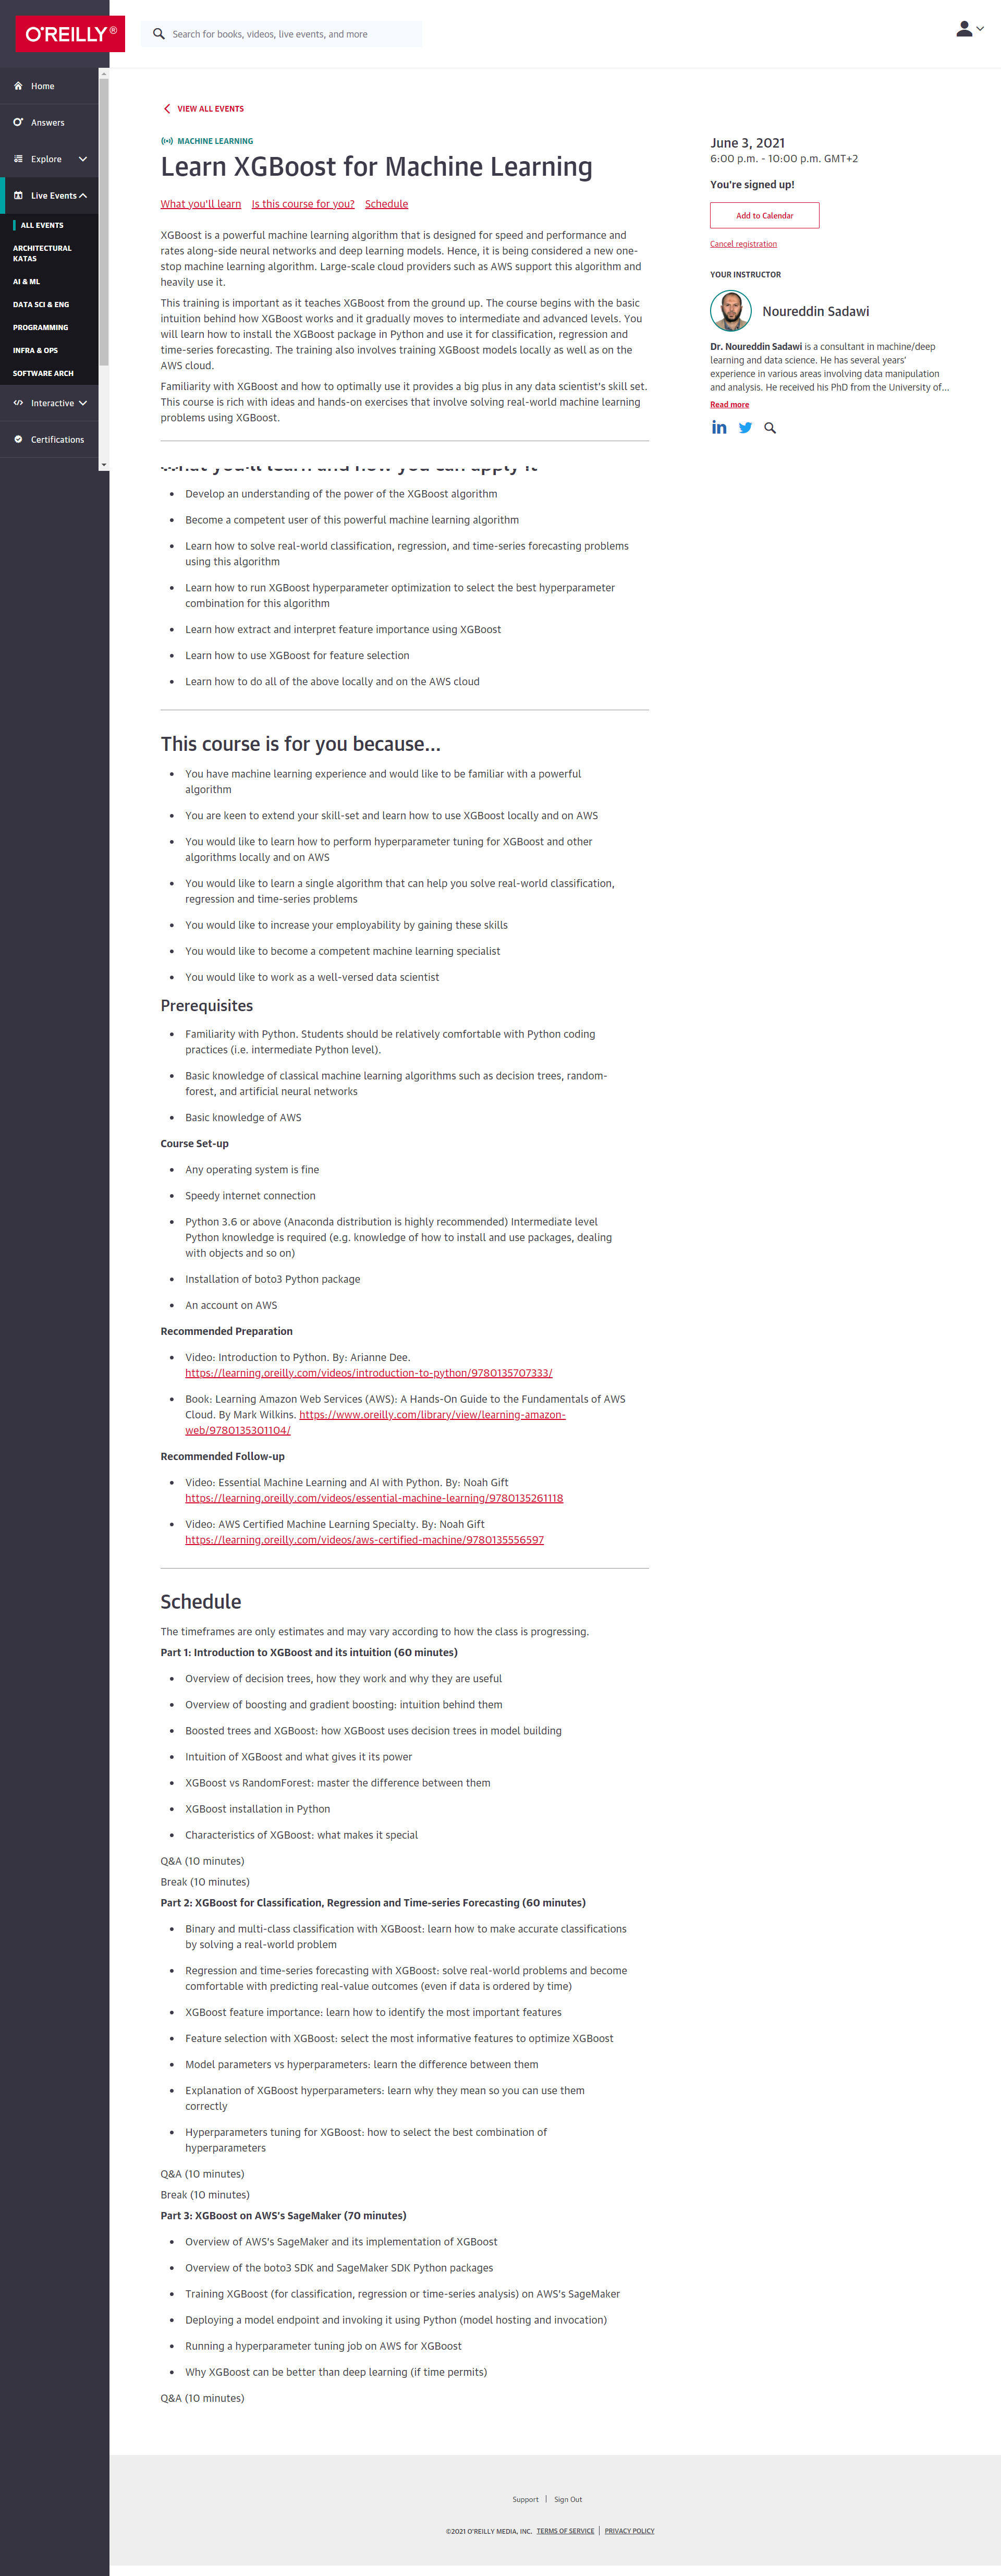 O'REILLY®
Search for books, videos, live events, and more
Home
Answers
Explore
Live Events
ALL EVENTS
ARCHITECTURAL
KATAS
AI & ML
DATA SCI & ENG
PROGRAMMING
INFRA & OPS
SOFTWARE ARCH
Interactive
Certifications
VIEW ALL EVENTS
MACHINE LEARNING
Learn XGBoost for Machine Learning
What you'll learn Is this course for you? Schedule
XGBoost is a powerful machine learning algorithm that is designed for speed and performance and
rates along-side neural networks and deep learning models. Hence, it is being considered a new one-
stop machine learning algorithm. Large-scale cloud providers such as AWS support this algorithm and
heavily use it.
This training is important as it teaches XGBoost from the ground up. The course begins with the basic
intuition behind how XGBoost works and it gradually moves to intermediate and advanced levels. You
will learn how to install the XGBoost package in Python and use it for classification, regression and
time-series forecasting. The training also involves training XGBoost models locally as well as on the
AWS cloud.
Familiarity with XGBoost and how to optimally use it provides a big plus in any data scientist's skill set.
This course is rich with ideas and hands-on exercises that involve solving real-world machine learning
problems using XGBoost.
What you'll learn and how you can apply it
Develop an understanding of the power of the XGBoost algorithm
Become a competent user of this powerful machine learning algorithm
Learn how to solve real-world classification, regression, and time-series forecasting problems
using this algorithm
Learn how to run XGBoost hyperparameter optimization to select the best hyperparameter
combination for this algorithm
Learn how extract and interpret feature importance using XGBoost
Learn how to use XGBoost for feature selection
Learn how to do all of the above locally and on the AWS cloud
This course is for you because...
You have machine learning experience and would like to be familiar with a powerful
algorithm
You are keen to extend your skill-set and learn how to use XGBoost locally and on AWS
You would like to learn how to perform hyperparameter tuning for XGBoost and other
algorithms locally and on AWS
You would like to learn a single algorithm that can help you solve real-world classification,
regression and time-series problems
You would like to increase your employability by gaining these skills
You would like to become a competent machine learning specialist
You would like to work as a well-versed data scientist
Prerequisites
Familiarity with Python. Students should be relatively comfortable with Python coding
practices (i.e. intermediate Python level).
Basic knowledge of classical machine learning algorithms such as decision trees, random-
forest, and artificial neural networks
Basic knowledge of AWS
Course Set-up
Any operating system is fine
Speedy internet connection
Python 3.6 or above (Anaconda distribution is highly recommended) Intermediate level
Python knowledge is required (e.g. knowledge of how to install and use packages, dealing
with objects and so on)
Installation of boto3 Python package
An account on AWS
Recommended Preparation
Video: Introduction to Python. By: Arianne Dee.
https://learning.oreilly.com/videos/introduction-to-python/9780135707333/
Book: Learning Amazon Web Services (AWS): A Hands-On Guide to the Fundamentals of AWS
Cloud. By Mark Wilkins. https://www.oreilly.com/library/view/learning-amazon-
web/9780135301104/
Recommended Follow-up
Video: Essential Machine Learning and AI with Python. By: Noah Gift
https://learning.oreilly.com/videos/essential-machine-learning/9780135261118
Video: AWS Certified Machine Learning Specialty. By: Noah Gift
https://learning.oreilly.com/videos/aws-certified-machine/9780135556597
Schedule
The timeframes are only estimates and may vary according to how the class is progressing.
Part 1: Introduction to XGBoost and its intuition (60 minutes)
Overview of decision trees, how they work and why they are useful
Overview of boosting and gradient boosting: intuition behind them
Boosted trees and XGBoost: how XGBoost uses decision trees in model building
Intuition of XGBoost and what gives it its power
XGBoost vs RandomForest: master the difference between them
XGBoost installation in Python
Characteristics of XGBoost: what makes it special
Q&A (10 minutes)
Break (10 minutes)
Part 2: XGBoost for Classification, Regression and Time-series Forecasting (60 minutes)
Binary and multi-class classification with XGBoost: learn how to make accurate classifications
by solving a real-world problem
Regression and time-series forecasting with XGBoost: solve real-world problems and become
comfortable with predicting real-value outcomes (even if data is ordered by time)
XGBoost feature importance: learn how to identify the most important features
Feature selection with XGBoost: select the most informative features to optimize XGBoost
Model parameters vs hyperparameters: learn the difference between them
Explanation of XGBoost hyperparameters: learn why they mean so you can use them
correctly
Hyperparameters tuning for XGBoost: how to select the best combination of
hyperparameters
Q&A (10 minutes)
Break (10 minutes)
Part 3: XGBoost on AWS's SageMaker (70 minutes)
Overview of AWS's SageMaker and its implementation of XGBoost
Overview of the boto3 SDK and SageMaker SDK Python packages
Training XGBoost (for classification, regression or time-series analysis) on AWS's SageMaker
Deploying a model endpoint and invoking it using Python (model hosting and invocation)
Running a hyperparameter tuning job on AWS for XGBoost
Why XGBoost can be better than deep learning (if time permits)
Q&A (10 minutes)
June 3, 2021
6:00 p.m. - 10:00 p.m. GMT+2
You're signed up!
Add to Calendar
Cancel registration
YOUR INSTRUCTOR
Noureddin Sadawi
Dr. Noureddin Sadawi is a consultant in machine/deep
learning and data science. He has several years'
experience in various areas involving data manipulation
and analysis. He received his PhD from the University of...
Read more
Support | Sign Out
©2021 O'REILLY MEDIA, INC. TERMS OF SERVICE | PRIVACY POLICY